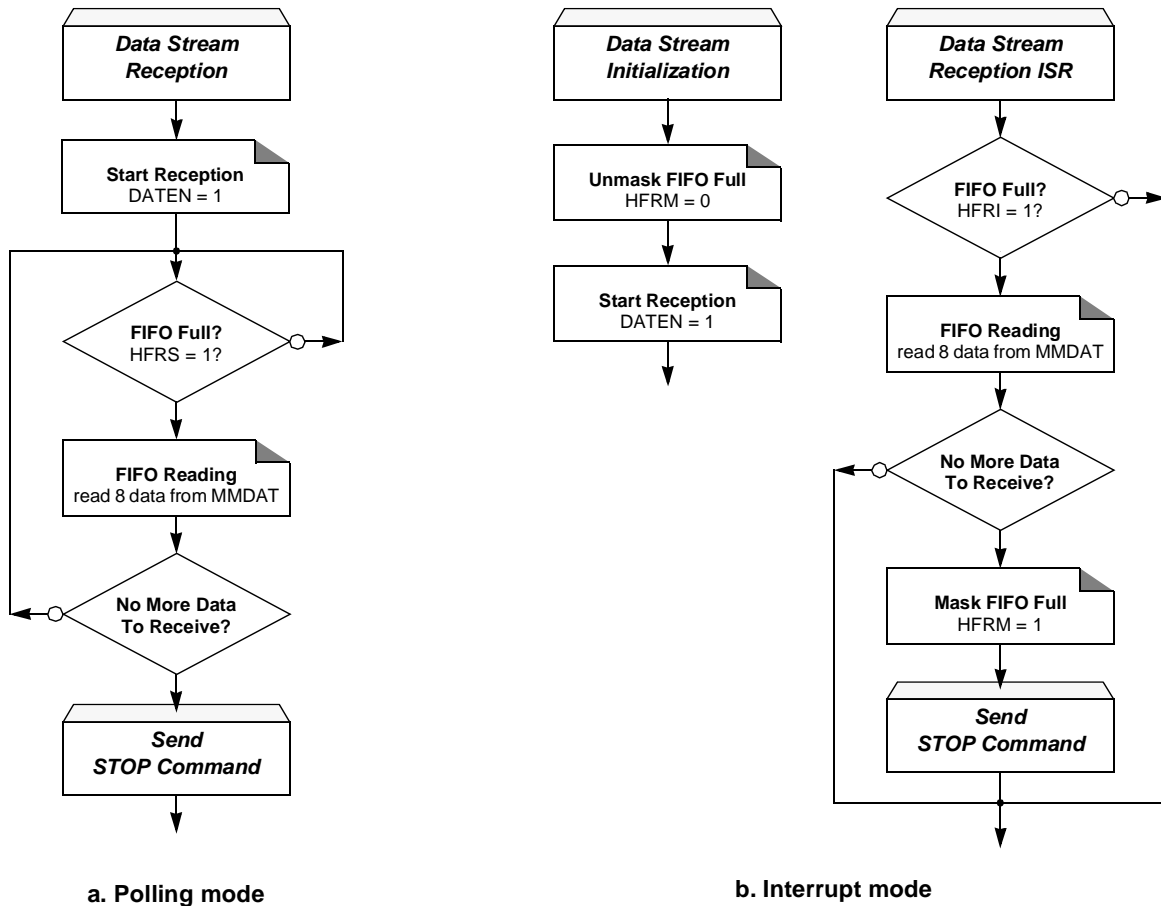 Data Stream
Reception
Start Reception
DATEN = 1
FIFO Full?
HFRS = 1?
FIFO Reading
read 8 data from MMDAT
No More Data
To Receive?
Send
STOP Command
a. Polling mode
Data Stream
Initialization
Unmask FIFO Full
HFRM = 0
Start Reception
DATEN = 1
Data Stream
Reception ISR
FIFO Full?
HFRI = 1?
FIFO Reading
read 8 data from MMDAT
No More Data
To Receive?
Mask FIFO Full
HFRM = 1
Send
STOP Command
b. Interrupt mode